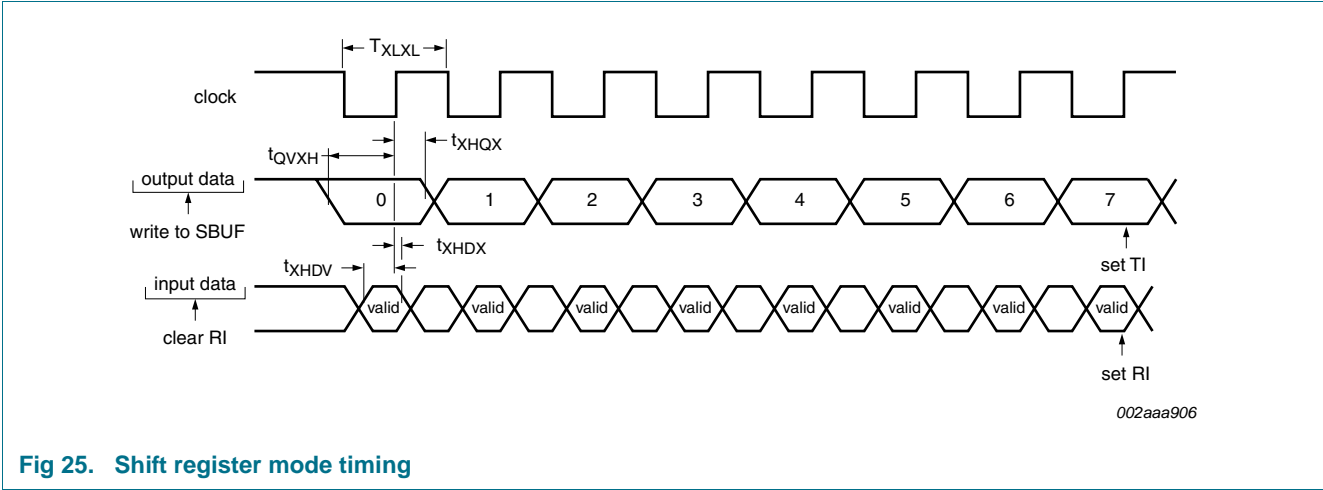 TXLXL
clock
tXHQX
tQVXH
output data
0 1 2 3 4 5 6 7
write to SBUF
tXHDX
set TI
tXHDV
input data
valid valid valid valid valid valid valid valid
clear RI
set RI
002aaa906
Fig 25. Shift register mode timing